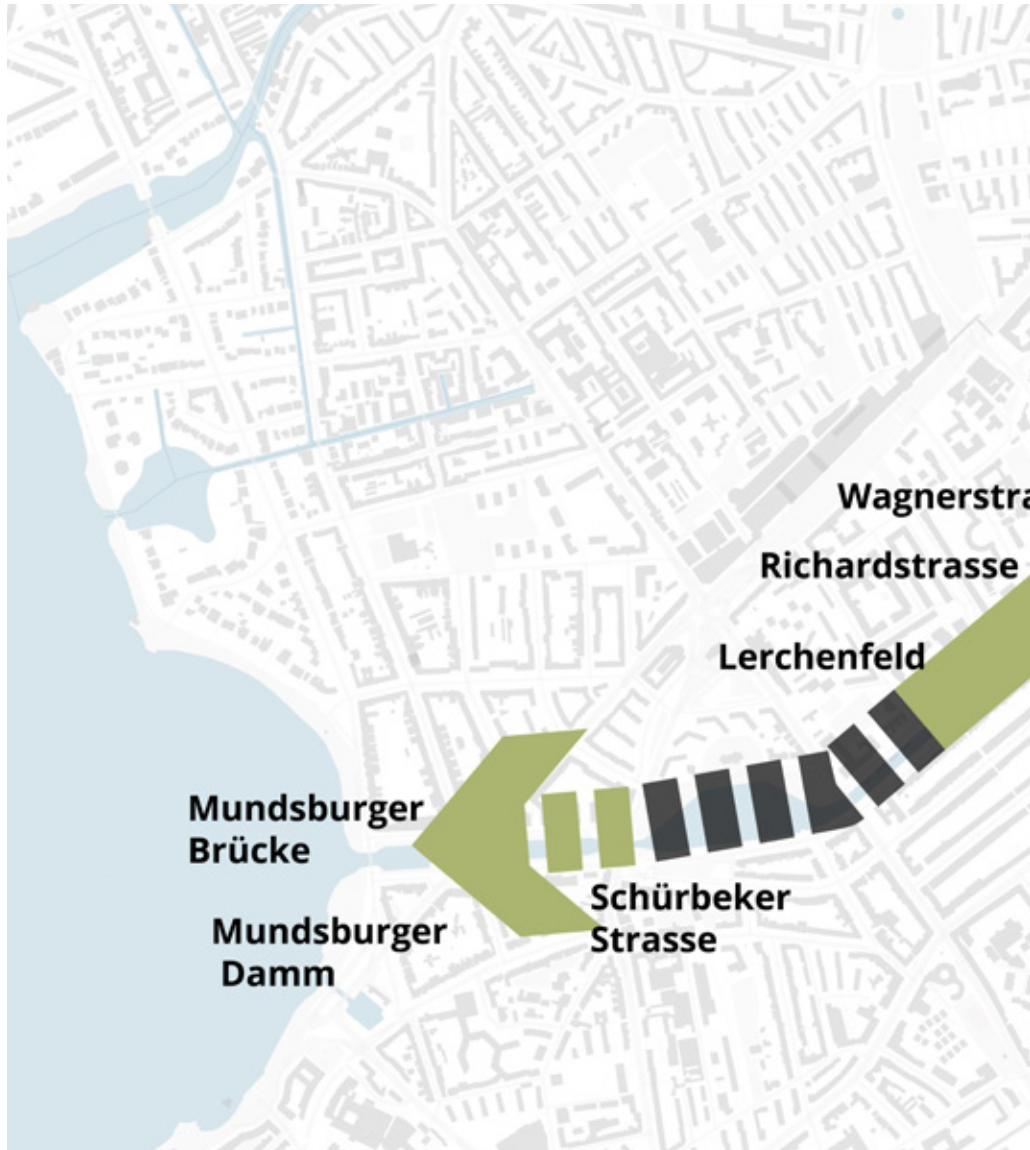 Wagnerstra
Richardstrasse
Lerchenfeld
Mundsburger
Brücke
Schürbeker
Strasse
Mundsburger
Damm